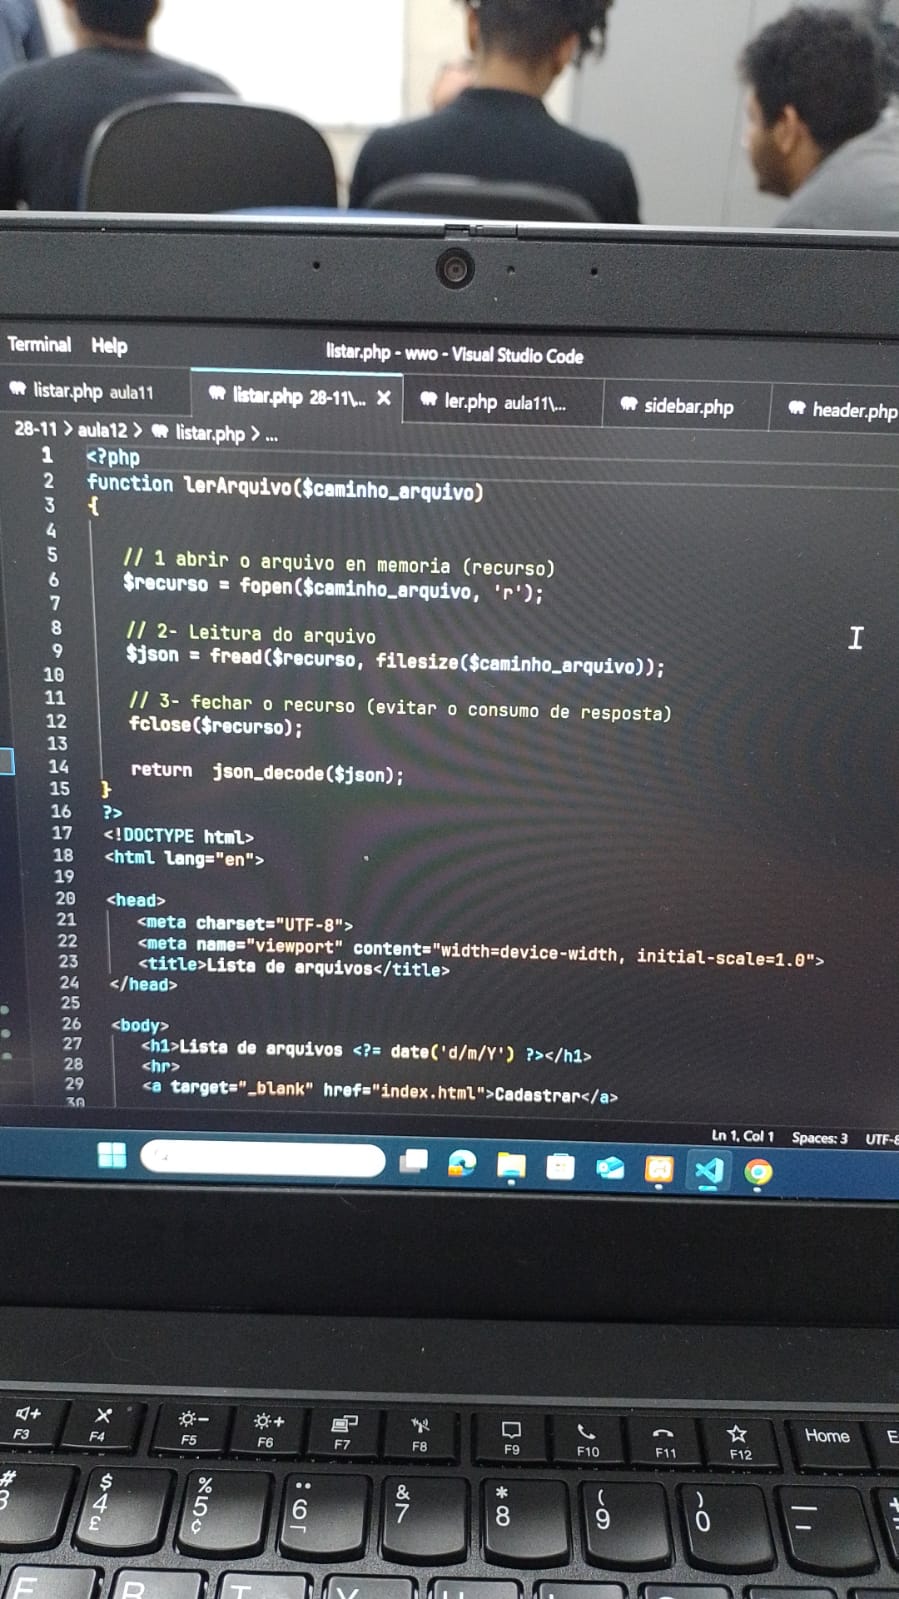 Terminal Help
listar.php - wwo - Visual Studio Code
listar.php aula11
listar.php 28-11\...
ler.php aula11\...
sidebar.php
header.php
28-11 > aula12 > listar.php > ...
1 <?php
2 function lerArquivo($caminho_arquivo)
3 {
4
5 // 1 abrir o arquivo en memoria (recurso)
6 $recurso = fopen($caminho_arquivo, 'r');
7
8 // 2- Leitura do arquivo
9 $json = fread($recurso, filesize($caminho_arquivo));
10
11 // 3- fechar o recurso (evitar o consumo de resposta)
12 fclose($recurso);
13
14 return json_decode($json);
15 }
16 ?>
17 <!DOCTYPE html>
18 <html lang="en">
19
20 <head>
21 <meta charset="UTF-8">
22 <meta name="viewport" content="width=device-width, initial-scale=1.0">
23 <title>Lista de arquivos</title>
24 </head>
25
26 <body>
27 <h1>Lista de arquivos <?= date('d/m/Y') ?></h1>
28 <hr>
29 <a target="_blank" href="index.html">Cadastrar</a>
30
Ln 1, Col 1 Spaces: 3 UTF-8
F3 F4 F5 F6 F7 F8 F9 F10 F11 F12 Home
# $ % ¨ & * ( )
3 4 5 6 7 8 9 0 -
£ ¢ ¬
E R T Y U